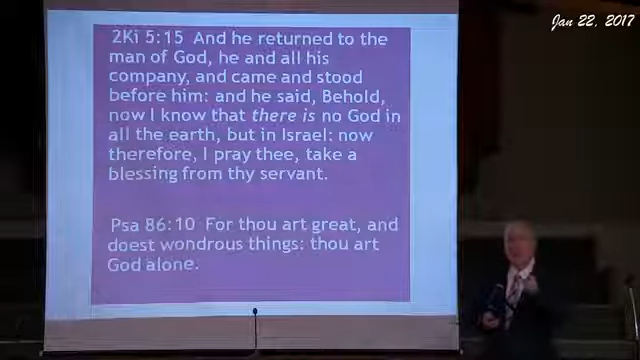 Jan 22, 2017
2Ki 5:15 And he returned to the
man of God, he and all his
company, and came and stood
before him: and he said, Behold,
now I know that there is no God in
all the earth, but in Israel: now
therefore, I pray thee, take a
blessing from thy servant.
Psa 86:10 For thou art great, and
doest wondrous things: thou art
God alone.